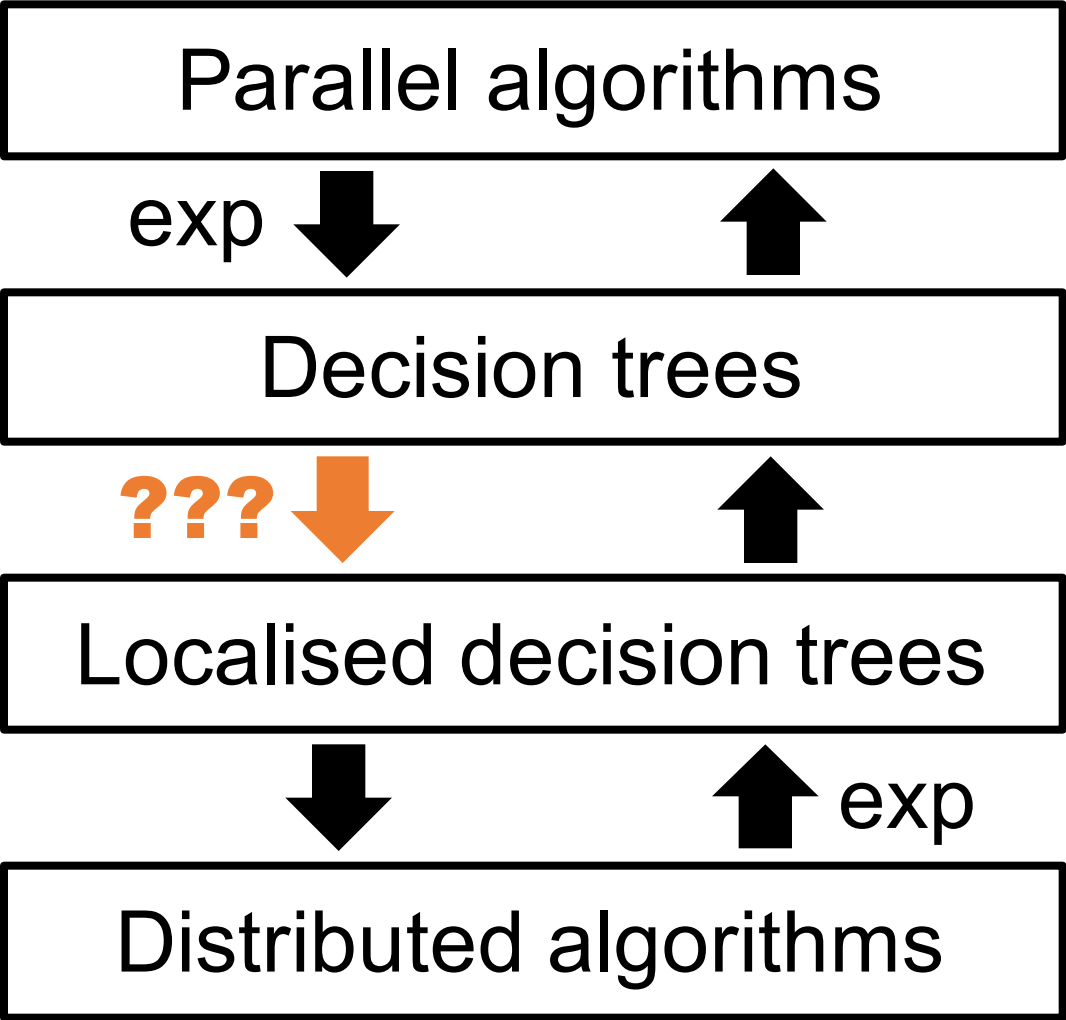 Parallel algorithms
exp
Decision trees
???
Localised decision trees
exp
Distributed algorithms